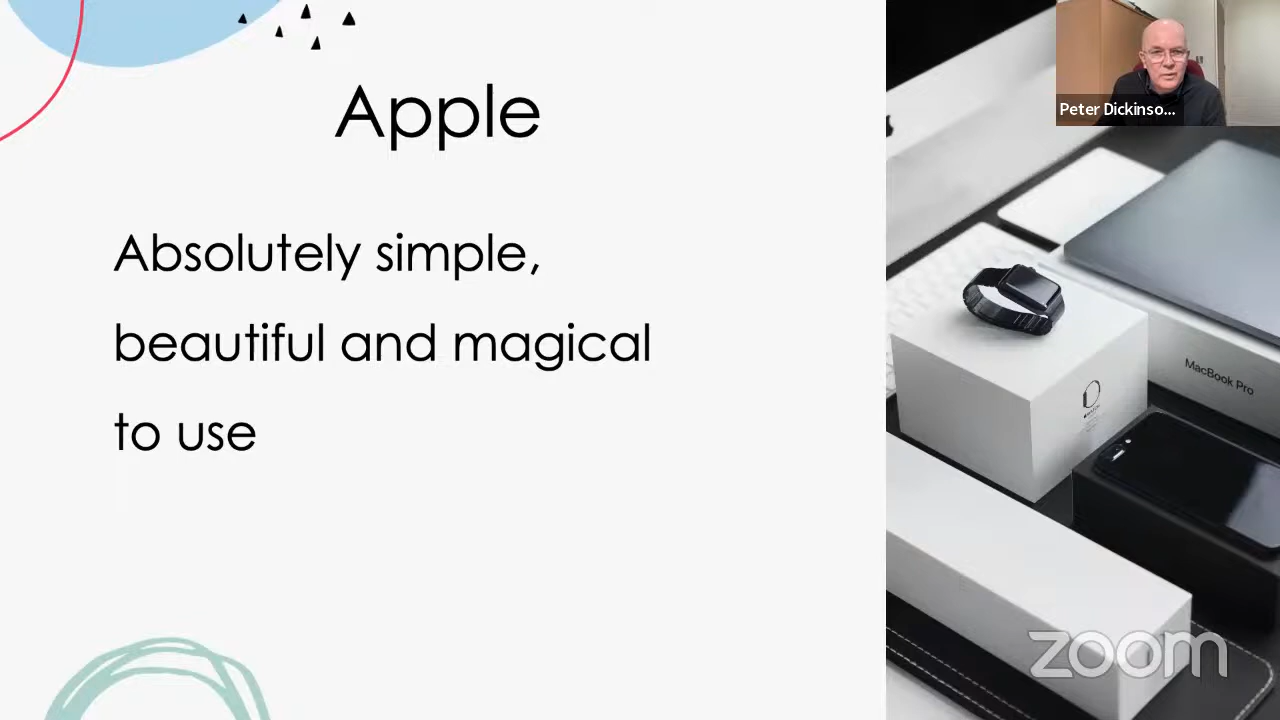 Apple
Absolutely simple,
beautiful and magical
to use
Peter Dickinso...
MacBook Pro
zoom